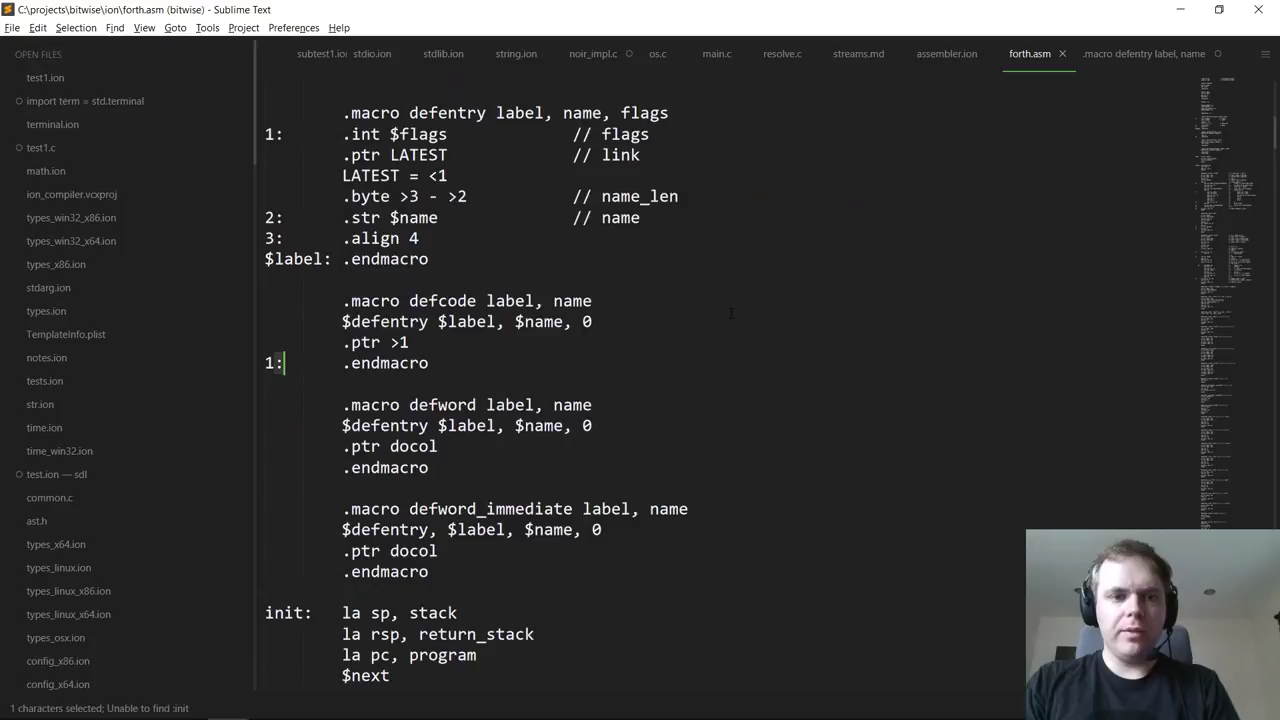 C:\projects\bitwise\ion\forth.asm (bitwise) - Sublime Text
File Edit Selection Find View Goto Tools Project Preferences Help
OPEN FILES
test1.ion
import term = std.terminal
terminal.ion
test1.c
math.ion
ion_compiler.vcxproj
types_win32_x86.ion
types_win32_x64.ion
types_x86.ion
stdarg.ion
types.ion
TemplateInfo.plist
notes.ion
tests.ion
str.ion
time.ion
time_win32.ion
test.ion — sdl
common.c
ast.h
types_x64.ion
types_linux.ion
types_linux_x86.ion
types_linux_x64.ion
types_osx.ion
config_x86.ion
config_x64.ion
subtest1.ion stdio.ion stdlib.ion string.ion noir_impl.c os.c main.c resolve.c streams.md assembler.ion forth.asm .macro defentry label, name
.macro defentry label, name, flags
1: .int $flags // flags
.ptr LATEST // link
LATEST = <1
.byte >3 - >2 // name_len
2: .str $name // name
3: .align 4
$label: .endmacro
.macro defcode label, name
$defentry $label, $name, 0
.ptr >1
1: .endmacro
.macro defword label, name
$defentry $label, $name, 0
.ptr docol
.endmacro
.macro defword_immediate label, name
$defentry, $label, $name, 0
.ptr docol
.endmacro
init: la sp, stack
la rsp, return_stack
la pc, program
$next
1 characters selected; Unable to find :init